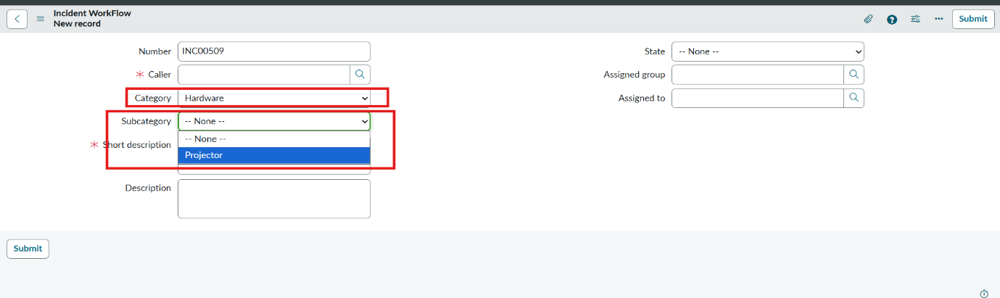 Incident WorkFlow
New record
Submit
Number INC00509
State -- None --
* Caller
Assigned group
Category Hardware
Assigned to
Subcategory -- None --
-- None --
* Short description
Projector
Description
Submit